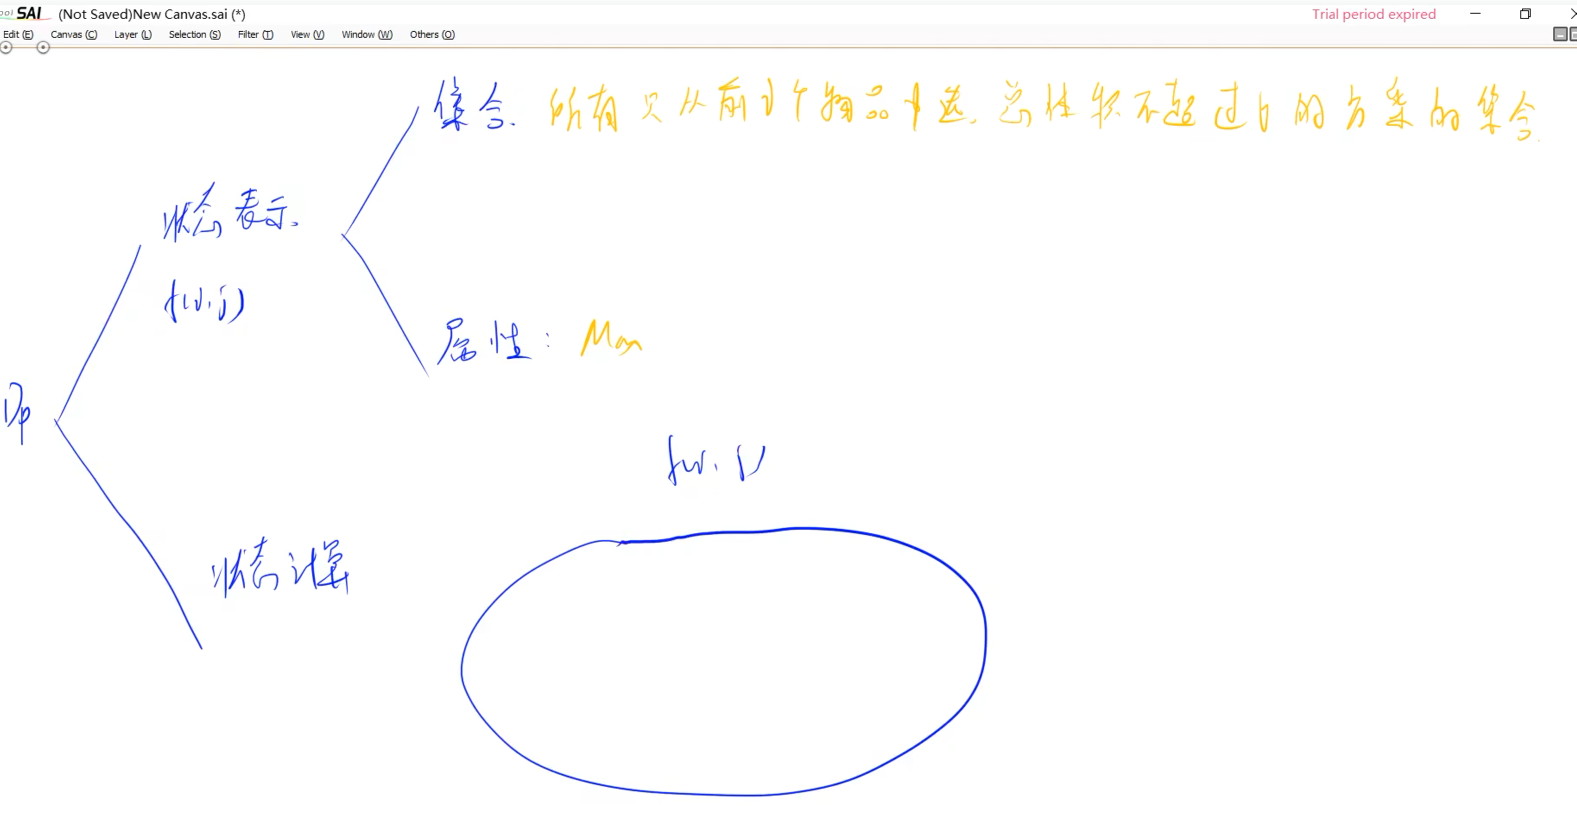 SAI (Not Saved)New Canvas.sai (*)
Trial period expired
Edit (E) Canvas (C) Layer (L) Selection (S) Filter (T) View (V) Window (W) Others (O)
集合. 所有只从前i个物品中选, 总体积不超过j的方案的集合.
状态表示.
f(i, j)
属性: Max
Dp
f(i, j)
状态计算